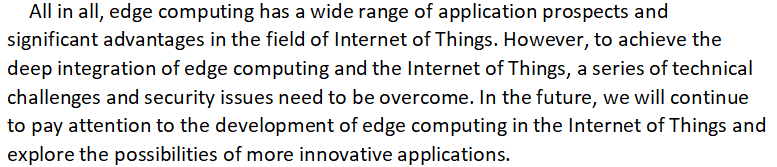 All in all, edge computing has a wide range of application prospects and
significant advantages in the field of Internet of Things. However, to achieve the
deep integration of edge computing and the Internet of Things, a series of technical
challenges and security issues need to be overcome. In the future, we will continue
to pay attention to the development of edge computing in the Internet of Things and
explore the possibilities of more innovative applications.